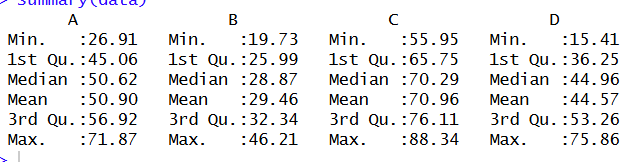 > summary(data)
A B C D
Min. :26.91 Min. :19.73 Min. :55.95 Min. :15.41
1st Qu.:45.06 1st Qu.:25.99 1st Qu.:65.75 1st Qu.:36.25
Median :50.62 Median :28.87 Median :70.29 Median :44.96
Mean :50.90 Mean :29.46 Mean :70.96 Mean :44.57
3rd Qu.:56.92 3rd Qu.:32.34 3rd Qu.:76.11 3rd Qu.:53.26
Max. :71.87 Max. :46.21 Max. :88.34 Max. :75.86
>